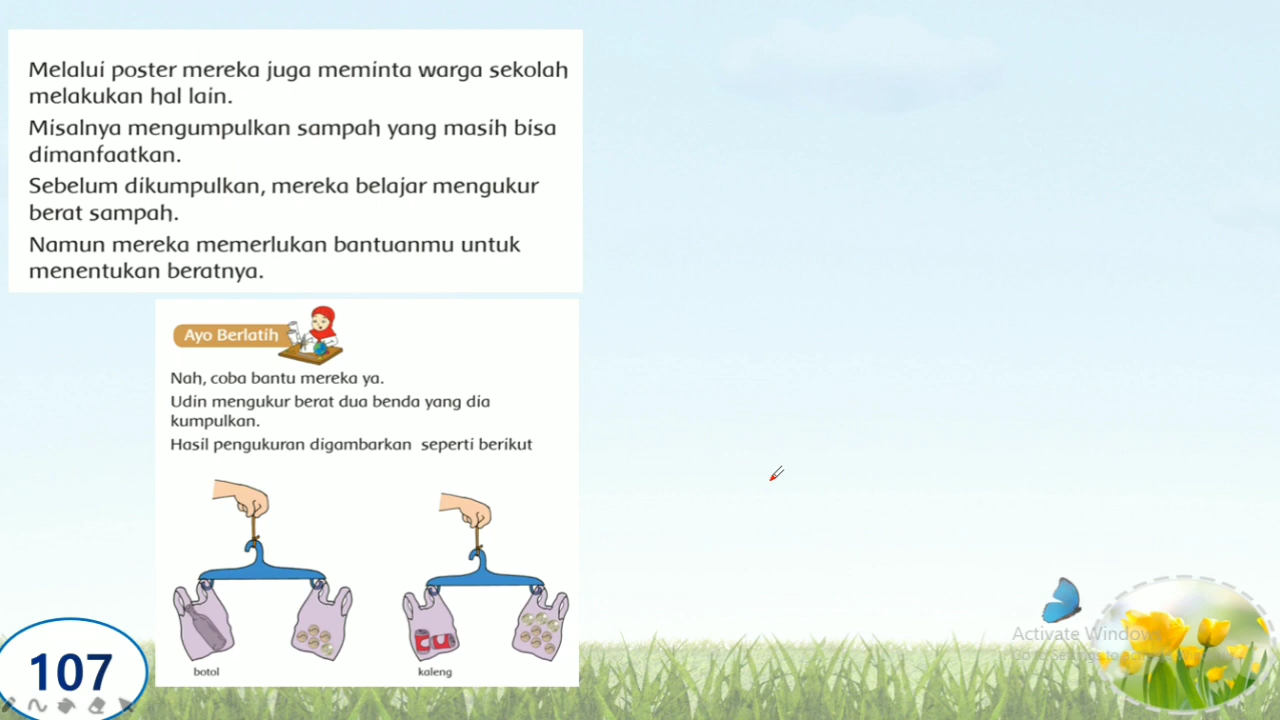 Melalui poster mereka juga meminta warga sekolah
melakukan hal lain.
Misalnya mengumpulkan sampah yang masih bisa
dimanfaatkan.
Sebelum dikumpulkan, mereka belajar mengukur
berat sampah.
Namun mereka memerlukan bantuanmu untuk
menentukan beratnya.
Ayo Berlatih
Nah, coba bantu mereka ya.
Udin mengukur berat dua benda yang dia
kumpulkan.
Hasil pengukuran digambarkan seperti berikut
botol
kaleng
107
Activate Windows